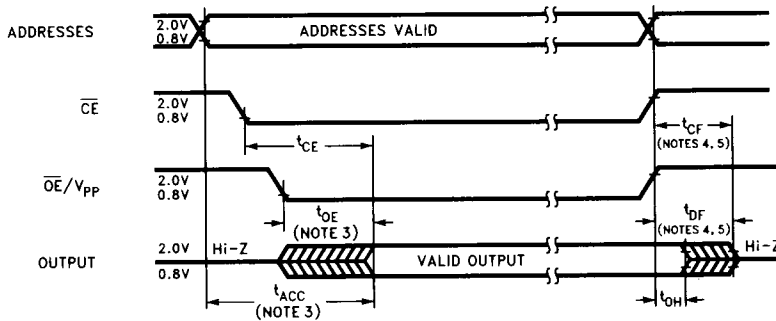 ADDRESSES
2.0V
0.8V
ADDRESSES VALID
CE
2.0V
0.8V
tCE
tCF
(NOTES 4, 5)
OE/VPP
2.0V
0.8V
tOE
(NOTE 3)
tDF
(NOTES 4, 5)
OUTPUT
2.0V
0.8V
Hi-Z
VALID OUTPUT
Hi-Z
tACC
(NOTE 3)
tOH